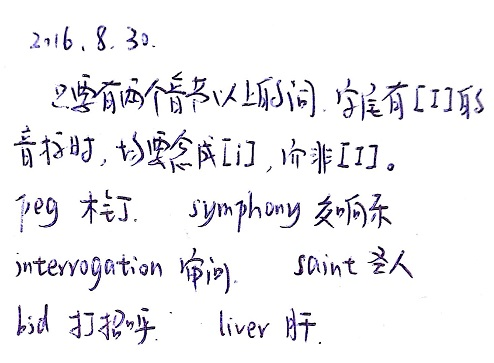 2016.8.30.
只要有两个音节以上的词.字尾有[I]的
音标时,均要念成[i],而非[I]。
peg 木钉. symphony 交响乐
interrogation 审问. saint 圣人
bid 打招呼. liver 肝.